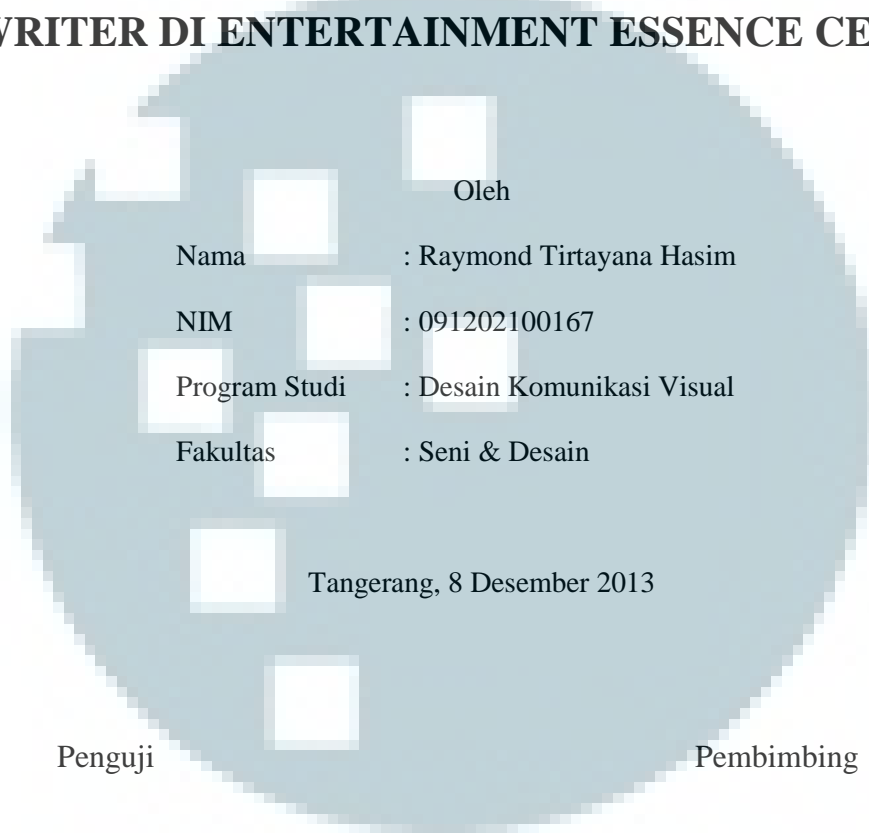 WRITER DI ENTERTAINMENT ESSENCE CE
Oleh
Nama : Raymond Tirtayana Hasim
NIM : 091202100167
Program Studi : Desain Komunikasi Visual
Fakultas : Seni & Desain
Tangerang, 8 Desember 2013
Penguji Pembimbing